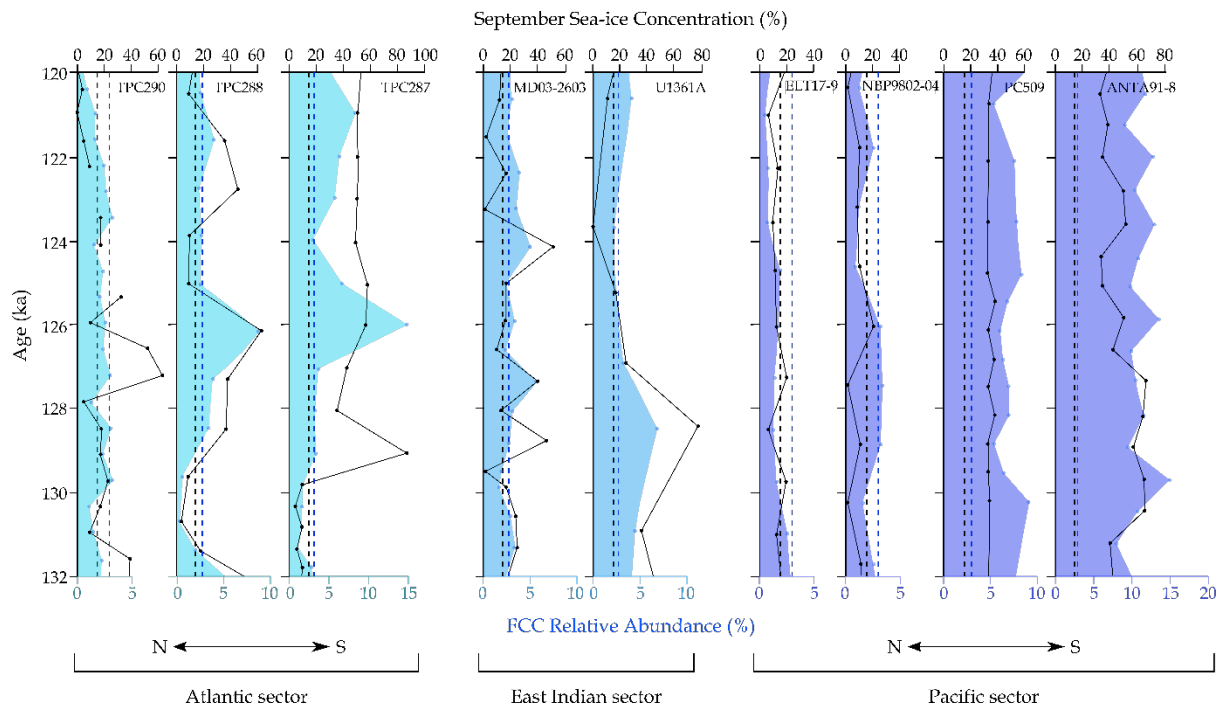 September Sea-ice Concentration (%)
0 20 40 60 0 20 40 60 0 20 40 60 80 100 0 20 40 60 0 20 40 60 80 0 20 40 0 20 40 0 20 40 60 0 20 40 60 80
120 TPC290 TPC288 TPC287 MD03-2603 U1361A ELT17-9 NBP9802-04 PC509 ANTA91-8
122
124
Age (ka)
126
128
130
132
0 5 0 5 10 0 5 10 15 0 5 10 0 5 10 0 5 0 5 0 5 10 0 5 10 15 20
FCC Relative Abundance (%)
N S N S
Atlantic sector East Indian sector Pacific sector